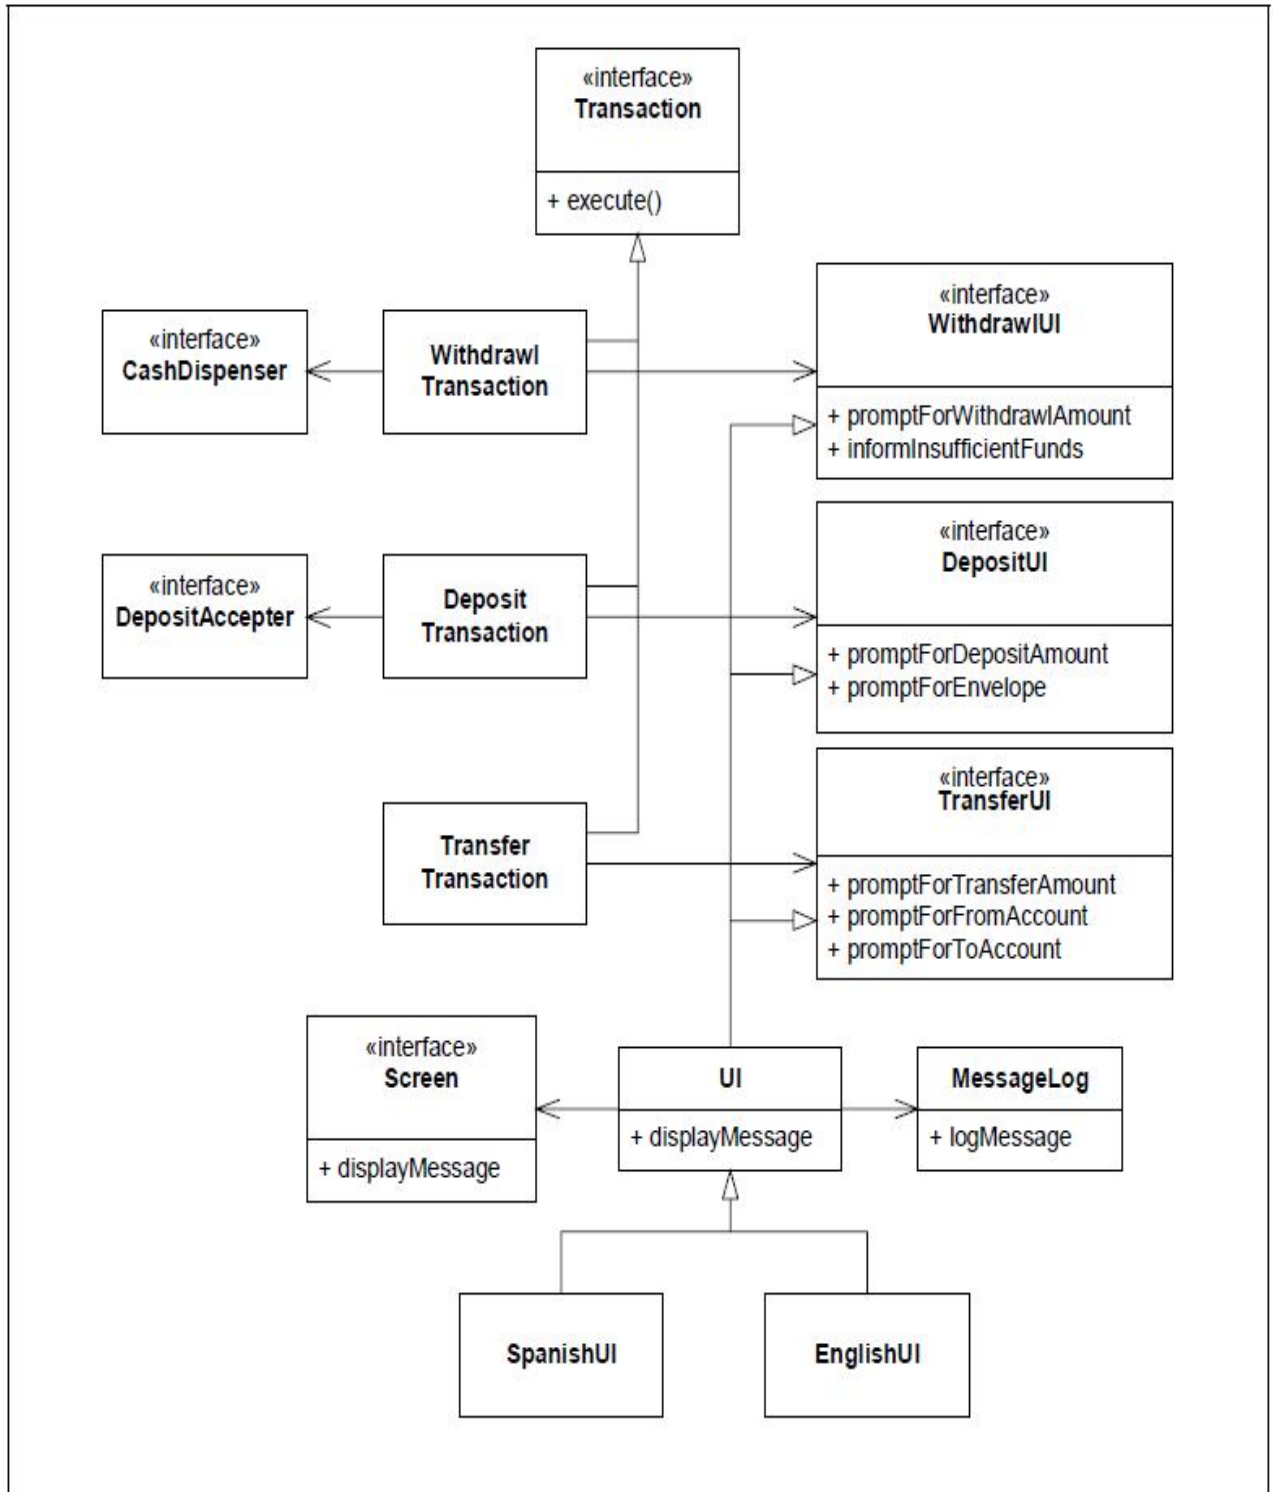 «interface»
Transaction
+ execute()
«interface»
CashDispenser
Withdrawl
Transaction
«interface»
WithdrawlUI
+ promptForWithdrawlAmount
+ informInsufficientFunds
«interface»
DepositAccepter
Deposit
Transaction
«interface»
DepositUI
+ promptForDepositAmount
+ promptForEnvelope
Transfer
Transaction
«interface»
TransferUI
+ promptForTransferAmount
+ promptForFromAccount
+ promptForToAccount
«interface»
Screen
+ displayMessage
UI
+ displayMessage
MessageLog
+ logMessage
SpanishUI
EnglishUI